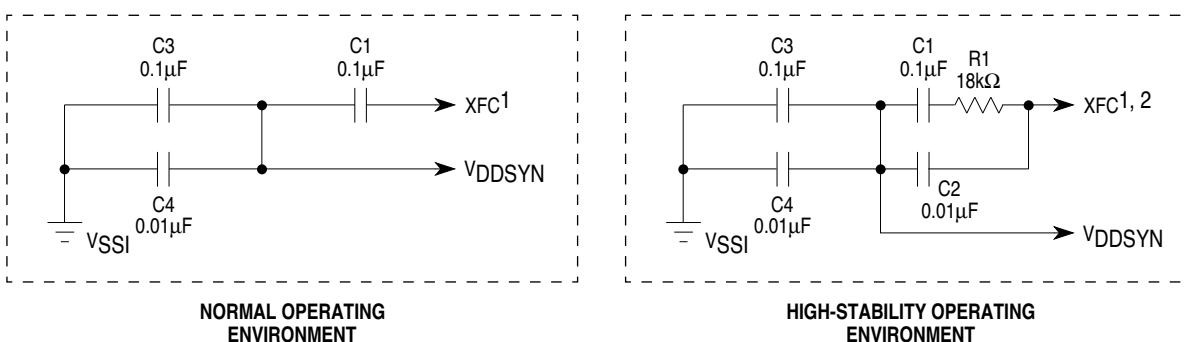 C3
0.1µF
C1
0.1µF
XFC1
VDDSYN
C4
0.01µF
VSSI
NORMAL OPERATING
ENVIRONMENT
C3
0.1µF
C1
0.1µF
R1
18kΩ
XFC1, 2
C4
0.01µF
C2
0.01µF
VSSI
VDDSYN
HIGH-STABILITY OPERATING
ENVIRONMENT